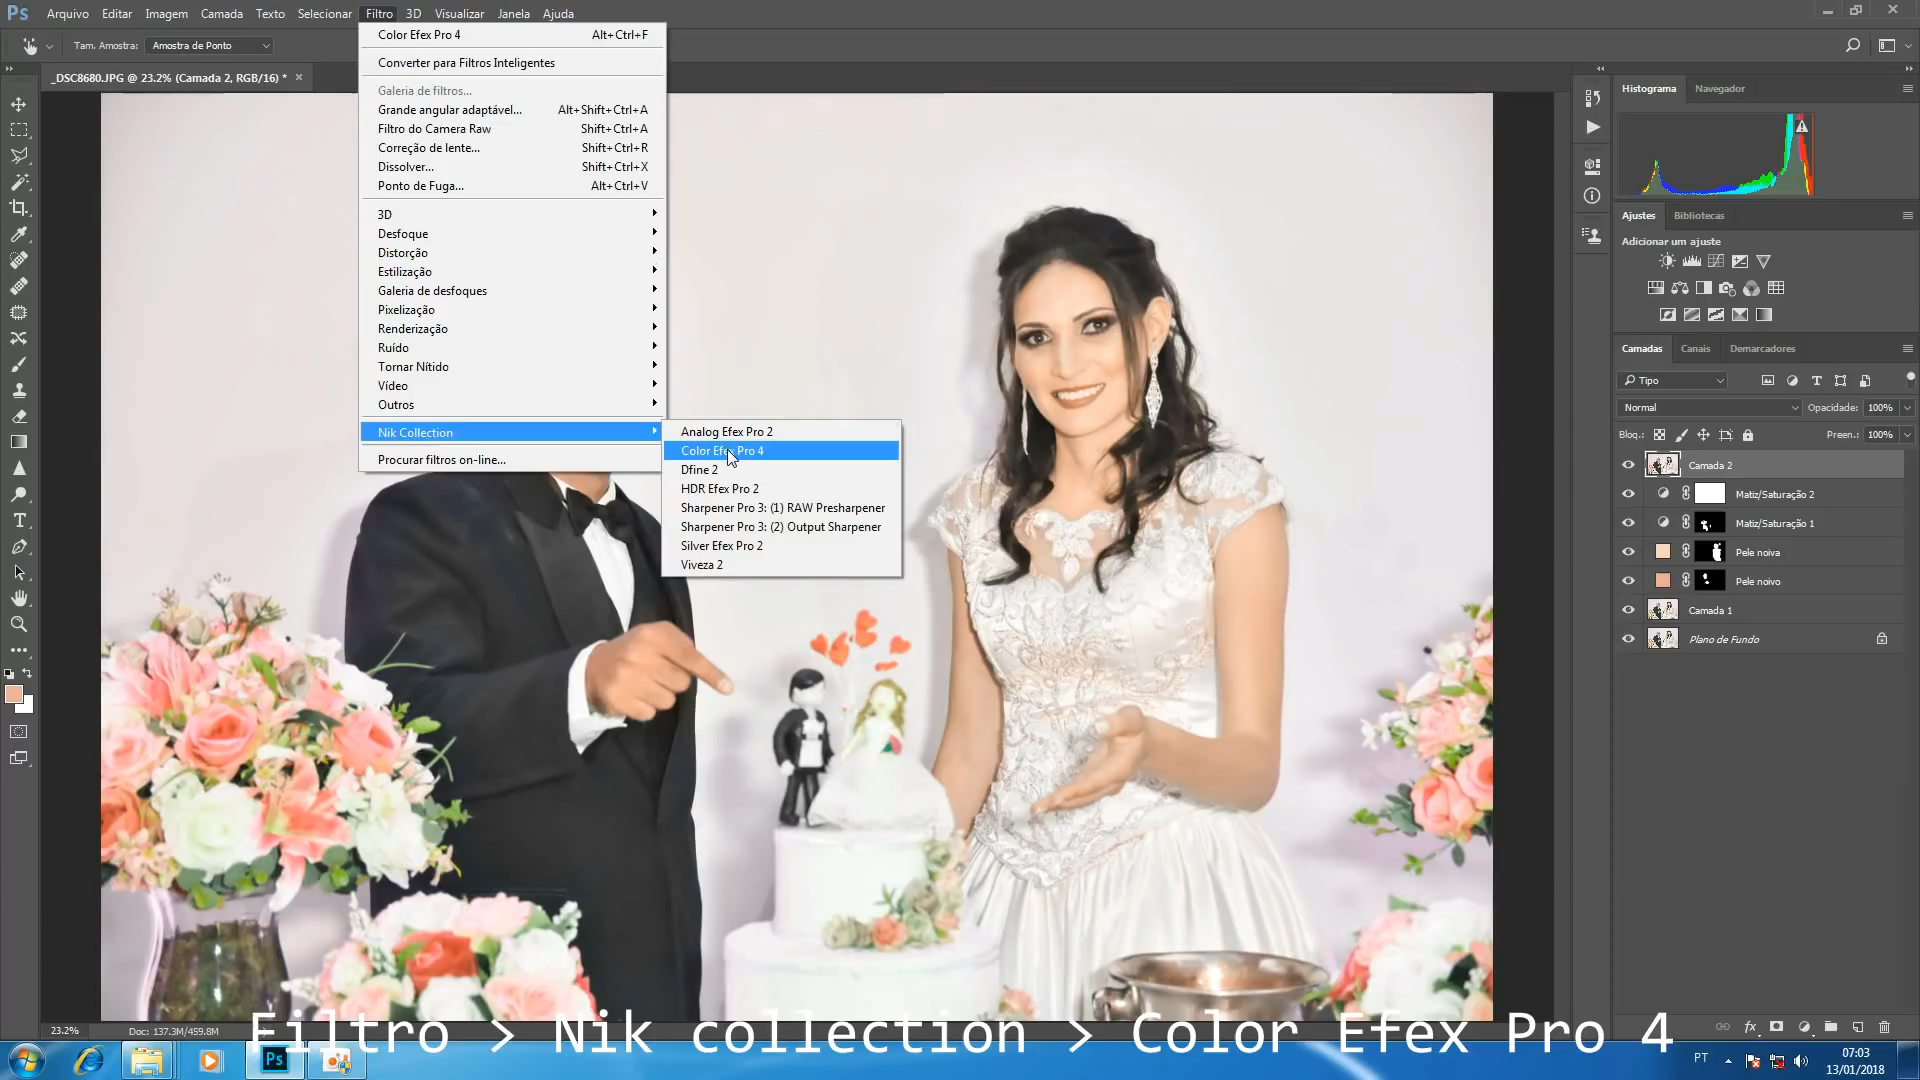 Ps Arquivo Editar Imagem Camada Texto Selecionar Filtro 3D Visualizar Janela Ajuda
Tam. Amostra: Amostra de Ponto
_DSC8680.JPG @ 23.2% (Camada 2, RGB/16) * ×
Color Efex Pro 4 Alt+Ctrl+F
Converter para Filtros Inteligentes
Galeria de filtros...
Grande angular adaptável... Alt+Shift+Ctrl+A
Filtro do Camera Raw Shift+Ctrl+A
Correção de lente... Shift+Ctrl+R
Dissolver... Shift+Ctrl+X
Ponto de Fuga... Alt+Ctrl+V
3D
Desfoque
Distorção
Estilização
Galeria de desfoques
Pixelização
Renderização
Ruído
Tornar Nítido
Vídeo
Outros
Nik Collection
Procurar filtros on-line...
Analog Efex Pro 2
Color Efex Pro 4
Dfine 2
HDR Efex Pro 2
Sharpener Pro 3: (1) RAW Presharpener
Sharpener Pro 3: (2) Output Sharpener
Silver Efex Pro 2
Viveza 2
Histograma Navegador
Ajustes Bibliotecas
Adicionar um ajuste
Camadas Canais Demarcadores
Tipo
Normal Opacidade: 100%
Bloq.: Preen.: 100%
Camada 2
Matiz/Saturação 2
Matiz/Saturação 1
Pele noiva
Pele noivo
Camada 1
Plano de Fundo
23.2% Doc: 137.3M/459.8M
Filtro > Nik collection > Color Efex Pro 4
Ps PT 07:03
13/01/2018